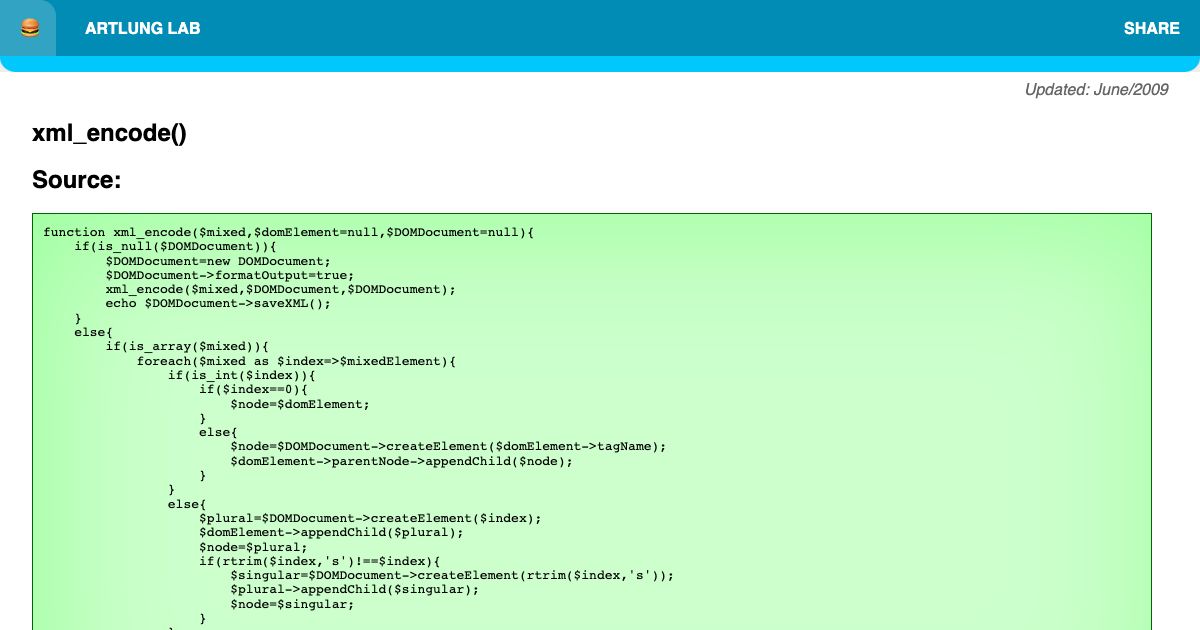 ARTLUNG LAB
SHARE
Updated: June/2009
xml_encode()
Source:
function xml_encode($mixed,$domElement=null,$DOMDocument=null){
    if(is_null($DOMDocument)){
        $DOMDocument=new DOMDocument;
        $DOMDocument->formatOutput=true;
        xml_encode($mixed,$DOMDocument,$DOMDocument);
        echo $DOMDocument->saveXML();
    }
    else{
        if(is_array($mixed)){
            foreach($mixed as $index=>$mixedElement){
                if(is_int($index)){
                    if($index==0){
                        $node=$domElement;
                    }
                    else{
                        $node=$DOMDocument->createElement($domElement->tagName);
                        $domElement->parentNode->appendChild($node);
                    }
                }
                else{
                    $plural=$DOMDocument->createElement($index);
                    $domElement->appendChild($plural);
                    $node=$plural;
                    if(rtrim($index,'s')!==$index){
                        $singular=$DOMDocument->createElement(rtrim($index,'s'));
                        $plural->appendChild($singular);
                        $node=$singular;
                    }